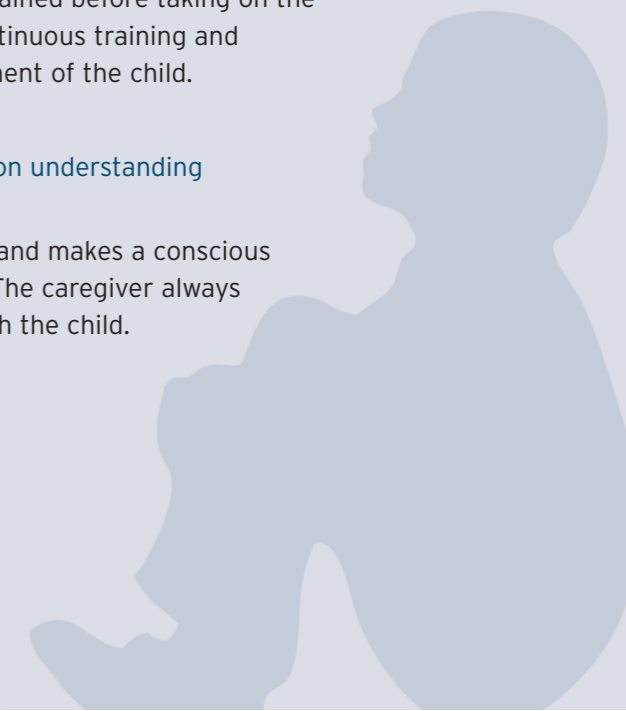 ained before taking on the
tinuous training and
ent of the child.
on understanding
and makes a conscious
The caregiver always
h the child.